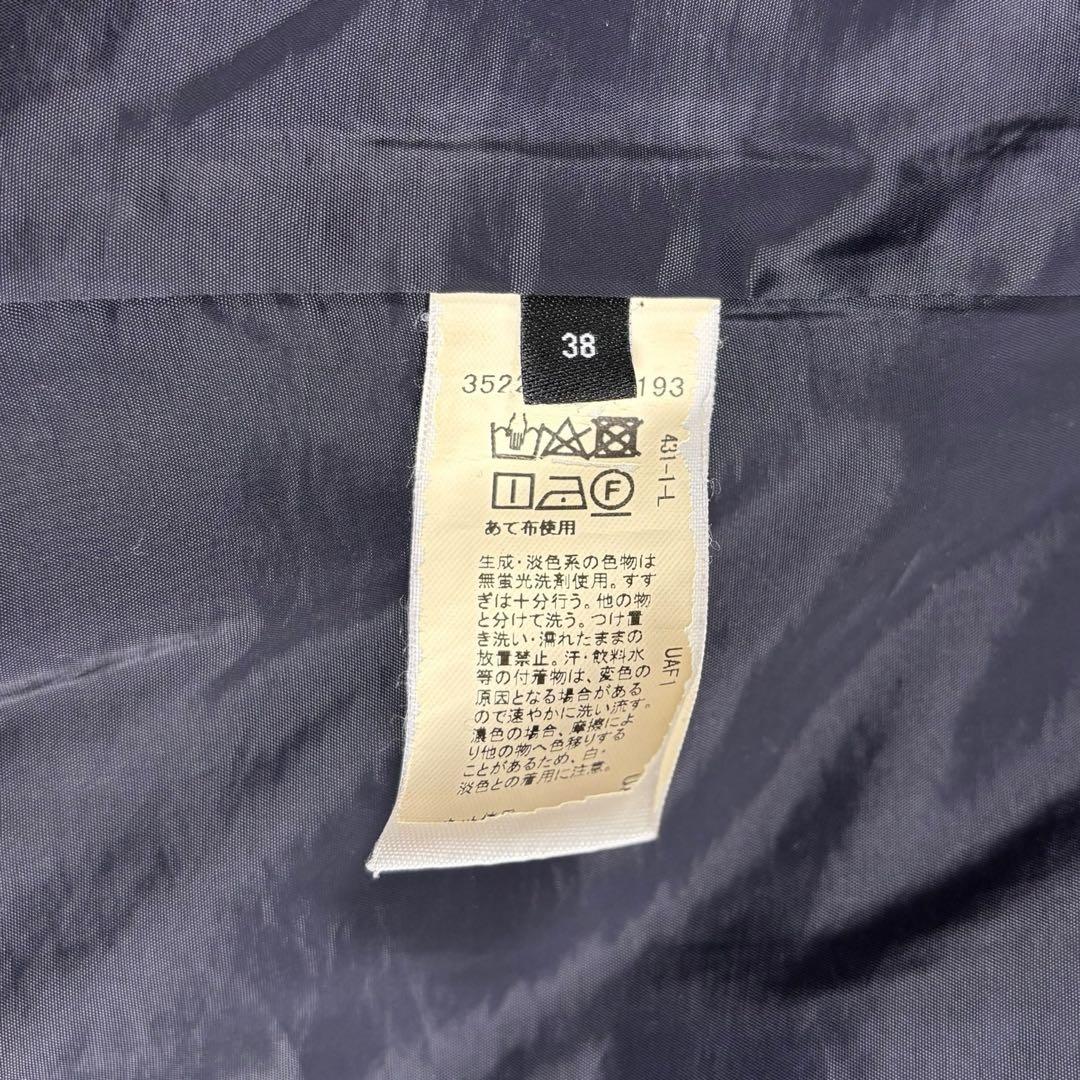 38
3522
193
431-1-L
F
あて布使用
生成・淡色系の色物は
無蛍光洗剤使用。すす
ぎは十分行う。他の物
と分けて洗う。つけ置
き洗い・濡れたままの
放置禁止。汗・飲料水
等の付着物は、変色の
原因となる場合がある
ので速やかに洗い流す。
濃色の場合、摩擦によ
り他の物へ色移りする
ことがあるため、白・
淡色との着用に注意。
UAF1